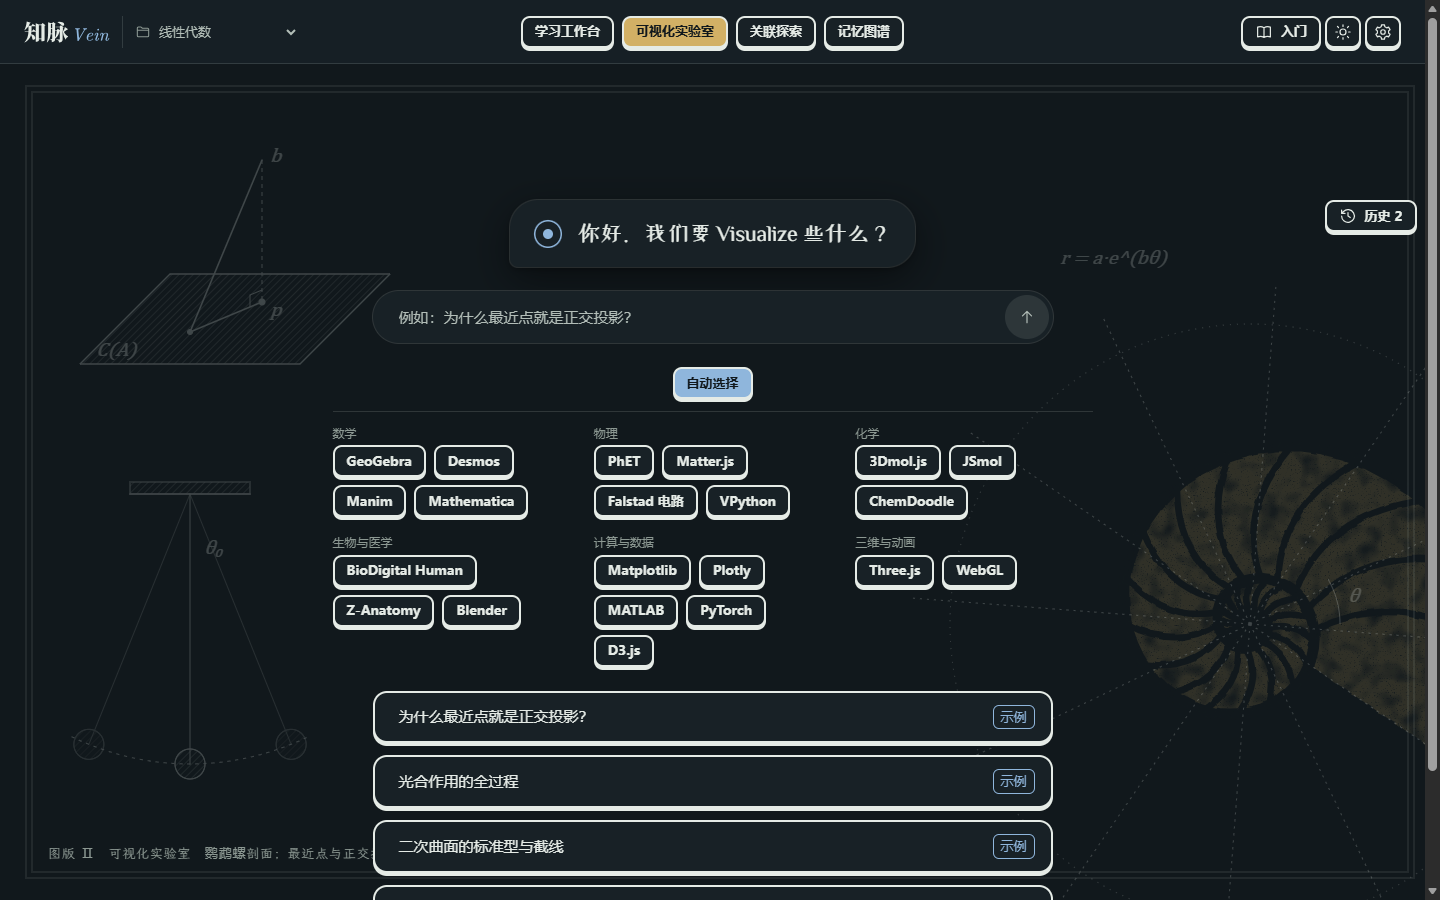 知脉 Vein
线性代数
学习工作台
可视化实验室
关联探索
记忆图谱
入门
历史 2
b
p
C(A)
r = a·e^(bθ)
你好，我们要 Visualize 些什么？
例如：为什么最近点就是正交投影？
自动选择
数学
GeoGebra
Desmos
Manim
Mathematica
物理
PhET
Matter.js
Falstad 电路
VPython
化学
3Dmol.js
JSmol
ChemDoodle
生物与医学
BioDigital Human
Z-Anatomy
Blender
计算与数据
Matplotlib
Plotly
MATLAB
PyTorch
D3.js
三维与动画
Three.js
WebGL
θ₀
θ
为什么最近点就是正交投影？
示例
光合作用的全过程
示例
二次曲面的标准型与截线
示例
图版 Ⅱ 可视化实验室 鹦鹉螺剖面：最近点与正交